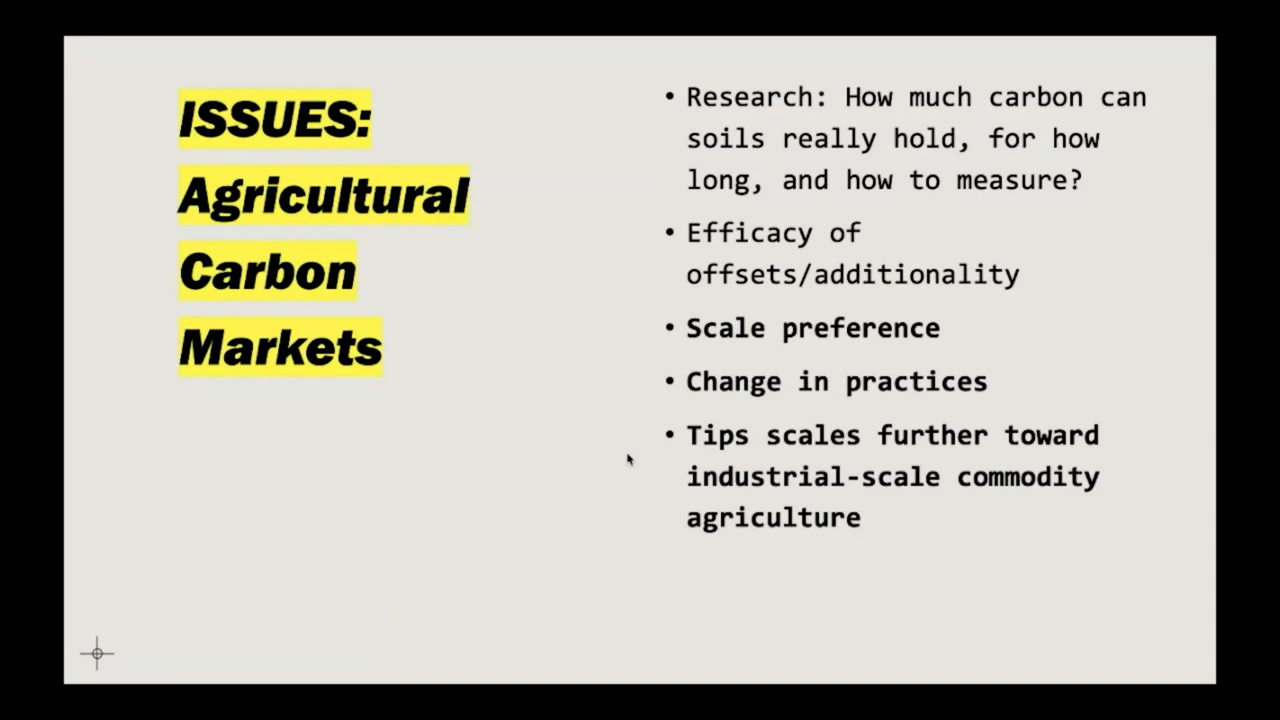 ISSUES:
Agricultural
Carbon
Markets
• Research: How much carbon can
soils really hold, for how
long, and how to measure?
• Efficacy of
offsets/additionality
• Scale preference
• Change in practices
• Tips scales further toward
industrial-scale commodity
agriculture